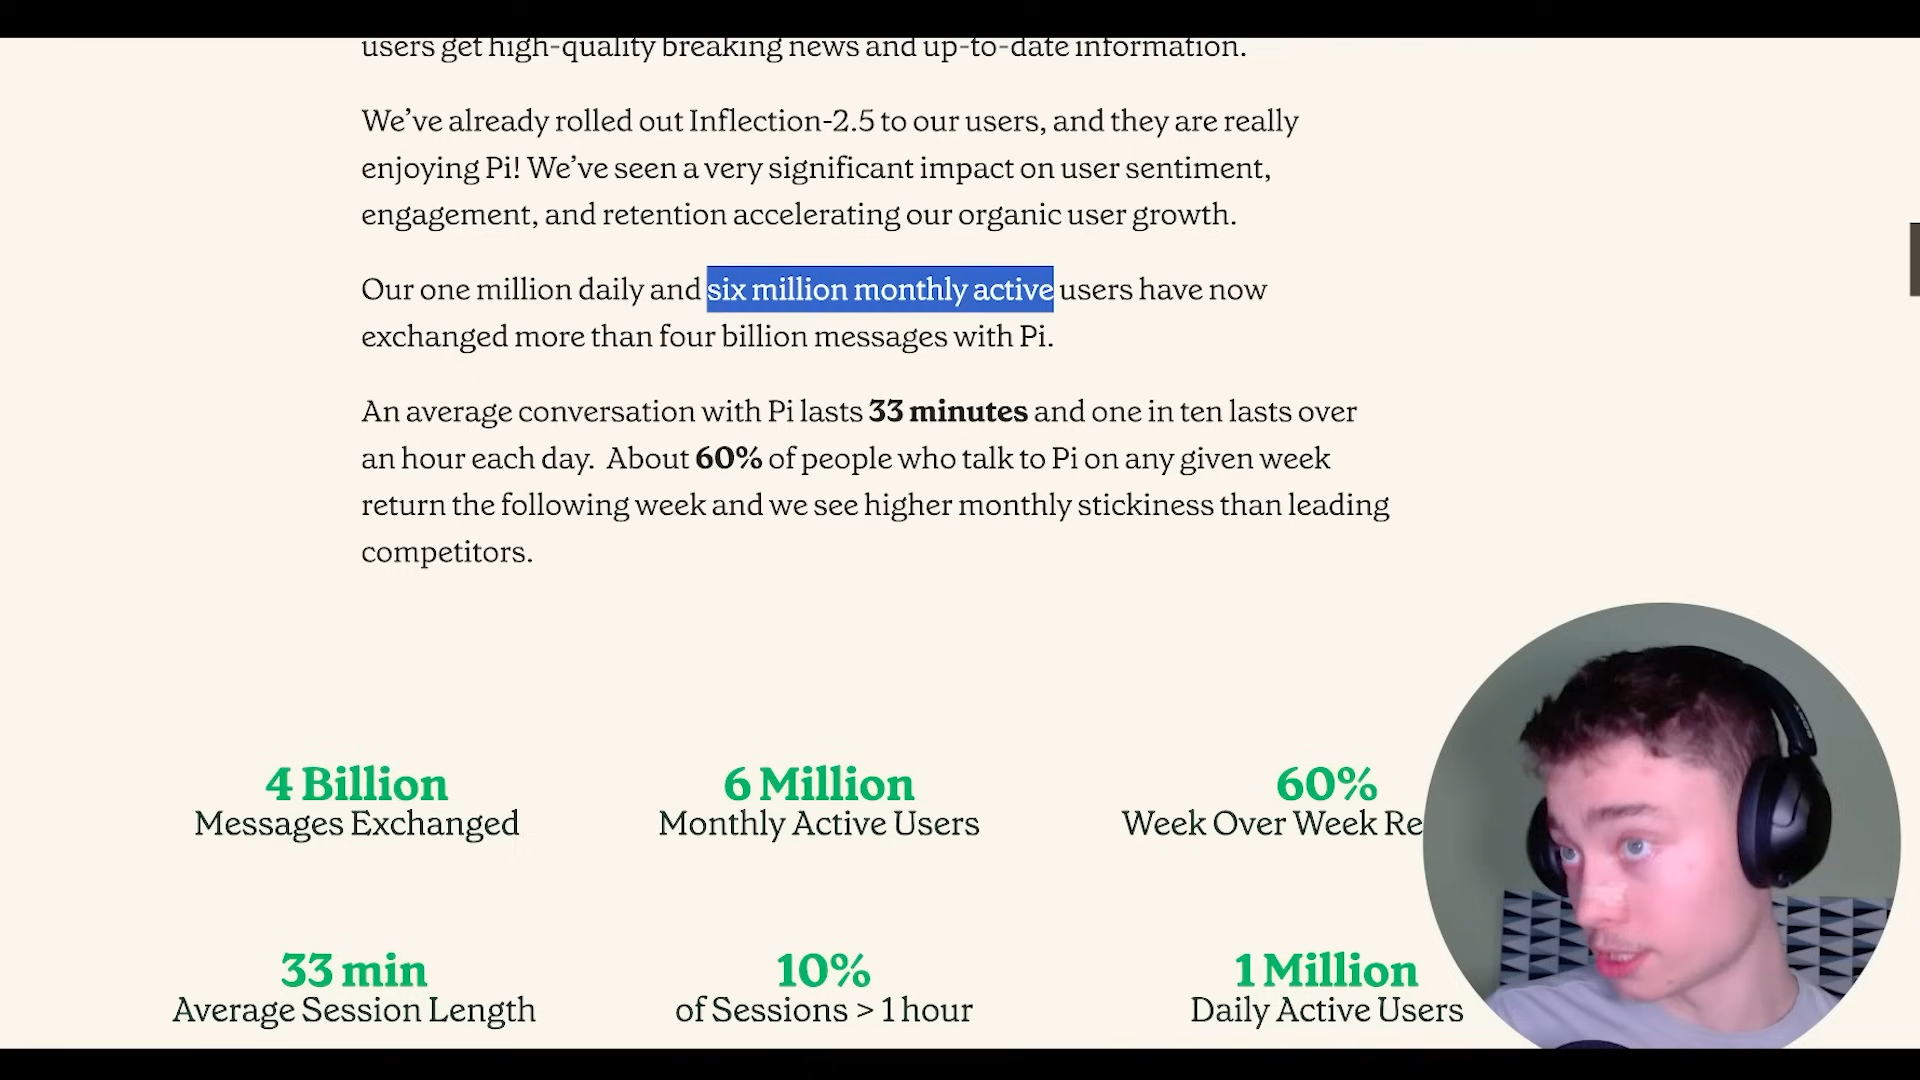 users get high-quality breaking news and up-to-date information.
We’ve already rolled out Inflection-2.5 to our users, and they are really
enjoying Pi! We’ve seen a very significant impact on user sentiment,
engagement, and retention accelerating our organic user growth.
Our one million daily and six million monthly active users have now
exchanged more than four billion messages with Pi.
An average conversation with Pi lasts 33 minutes and one in ten lasts over
an hour each day.  About 60% of people who talk to Pi on any given week
return the following week and we see higher monthly stickiness than leading
competitors.
4 Billion
Messages Exchanged
6 Million
Monthly Active Users
60%
Week Over Week Re
33 min
Average Session Length
10%
of Sessions > 1 hour
1 Million
Daily Active Users
SONY